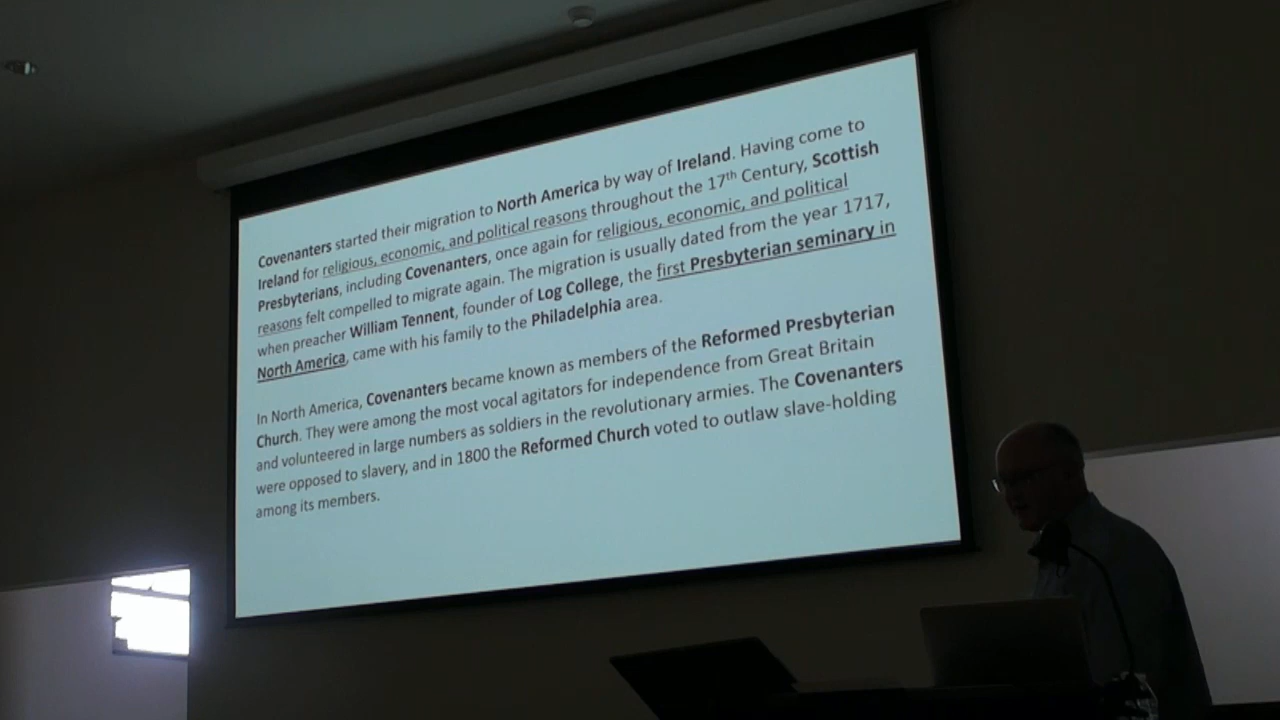 Covenanters started their migration to North America by way of Ireland. Having come to
Ireland for religious, economic, and political reasons throughout the 17th Century, Scottish
Presbyterians, including Covenanters, once again for religious, economic, and political
reasons felt compelled to migrate again. The migration is usually dated from the year 1717,
when preacher William Tennent, founder of Log College, the first Presbyterian seminary in
North America, came with his family to the Philadelphia area.
In North America, Covenanters became known as members of the Reformed Presbyterian
Church. They were among the most vocal agitators for independence from Great Britain
and volunteered in large numbers as soldiers in the revolutionary armies. The Covenanters
were opposed to slavery, and in 1800 the Reformed Church voted to outlaw slave-holding
among its members.